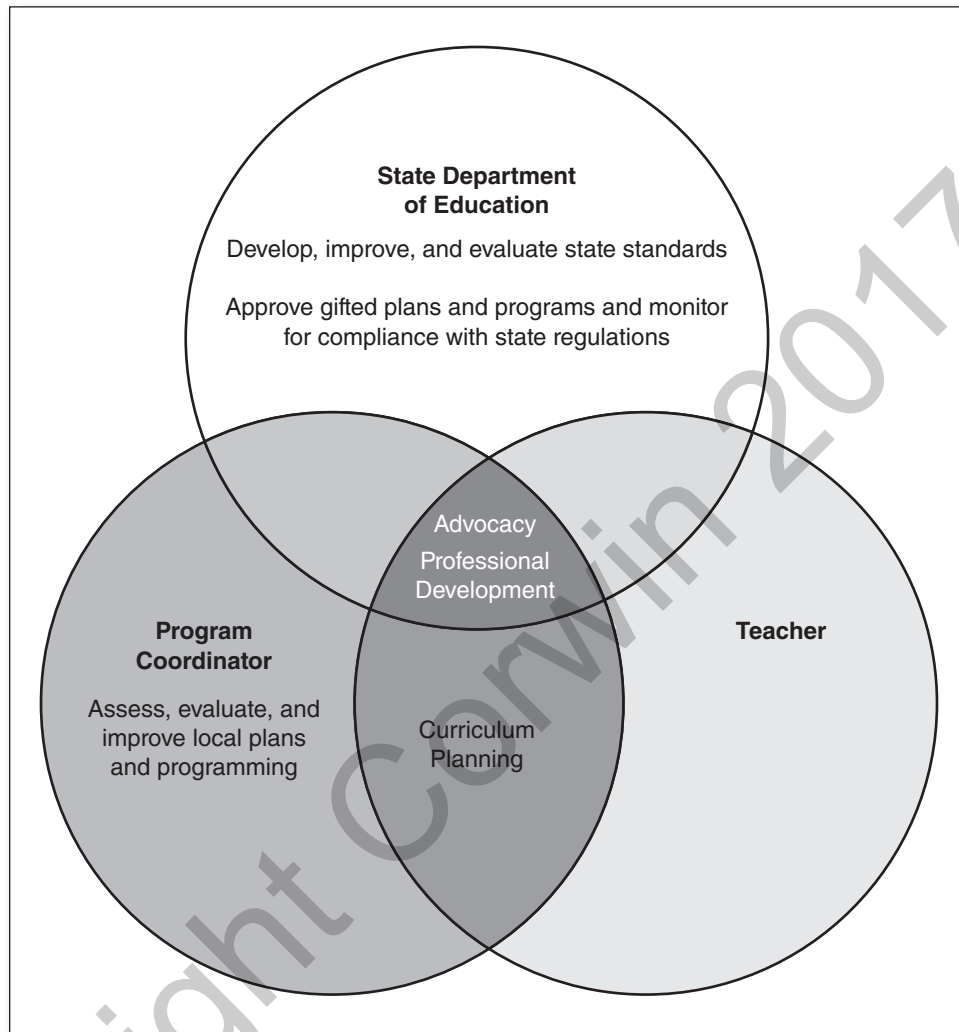 State Department
of Education
Develop, improve, and evaluate state standards
Approve gifted plans and programs and monitor
for compliance with state regulations
Advocacy
Professional
Development
Program
Coordinator
Assess, evaluate, and
improve local plans
and programming
Teacher
Curriculum
Planning
ight Corwin 2017